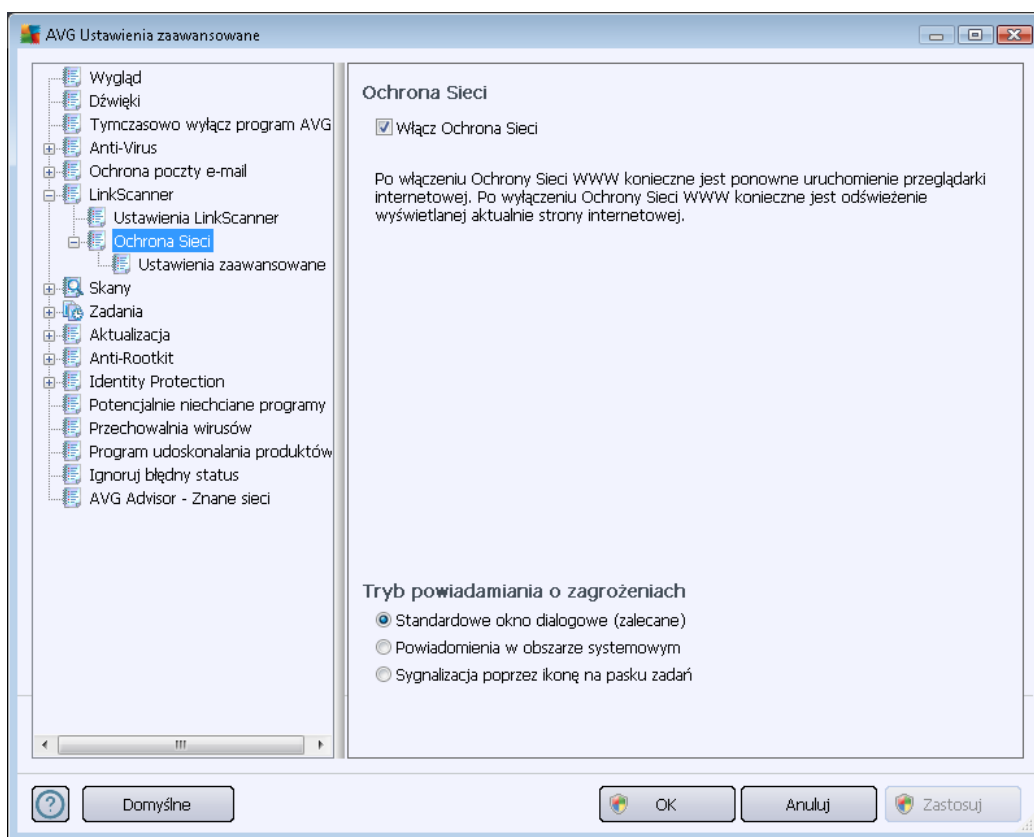 AVG Ustawienia zaawansowane
Wygląd
Dźwięki
Tymczasowo wyłącz program AVG
Anti-Virus
Ochrona poczty e-mail
LinkScanner
Ustawienia LinkScanner
Ochrona Sieci
Ustawienia zaawansowane
Skany
Zadania
Aktualizacja
Anti-Rootkit
Identity Protection
Potencjalnie niechciane programy
Przechowalnia wirusów
Program udoskonalania produktów
Ignoruj błędny status
AVG Advisor - Znane sieci
Ochrona Sieci
Włącz Ochrona Sieci
Po włączeniu Ochrony Sieci WWW konieczne jest ponowne uruchomienie przeglądarki
internetowej. Po wyłączeniu Ochrony Sieci WWW konieczne jest odświeżenie
wyświetlanej aktualnie strony internetowej.
Tryb powiadamiania o zagrożeniach
Standardowe okno dialogowe (zalecane)
Powiadomienia w obszarze systemowym
Sygnalizacja poprzez ikonę na pasku zadań
Domyślne
OK
Anuluj
Zastosuj